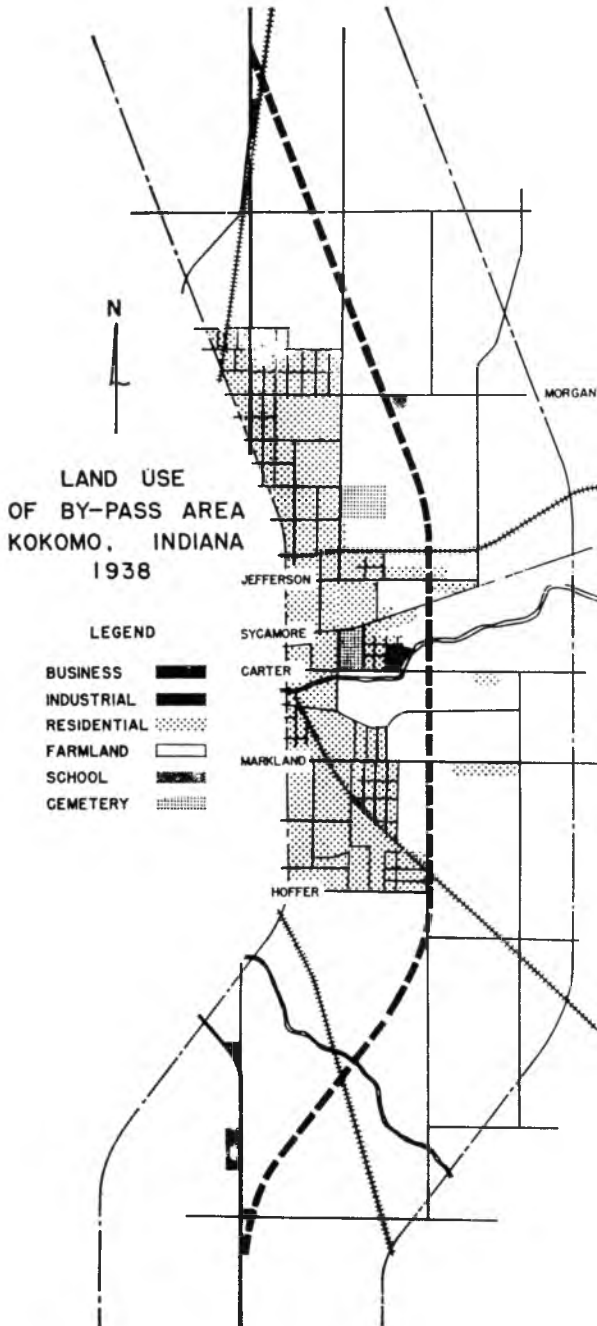 N
MORGAN
LAND USE
OF BY-PASS AREA
KOKOMO, INDIANA
1938
JEFFERSON
LEGEND
SYCAMORE
BUSINESS
CARTER
INDUSTRIAL
RESIDENTIAL
FARMLAND
SCHOOL
MARKLAND
CEMETERY
HOFFER